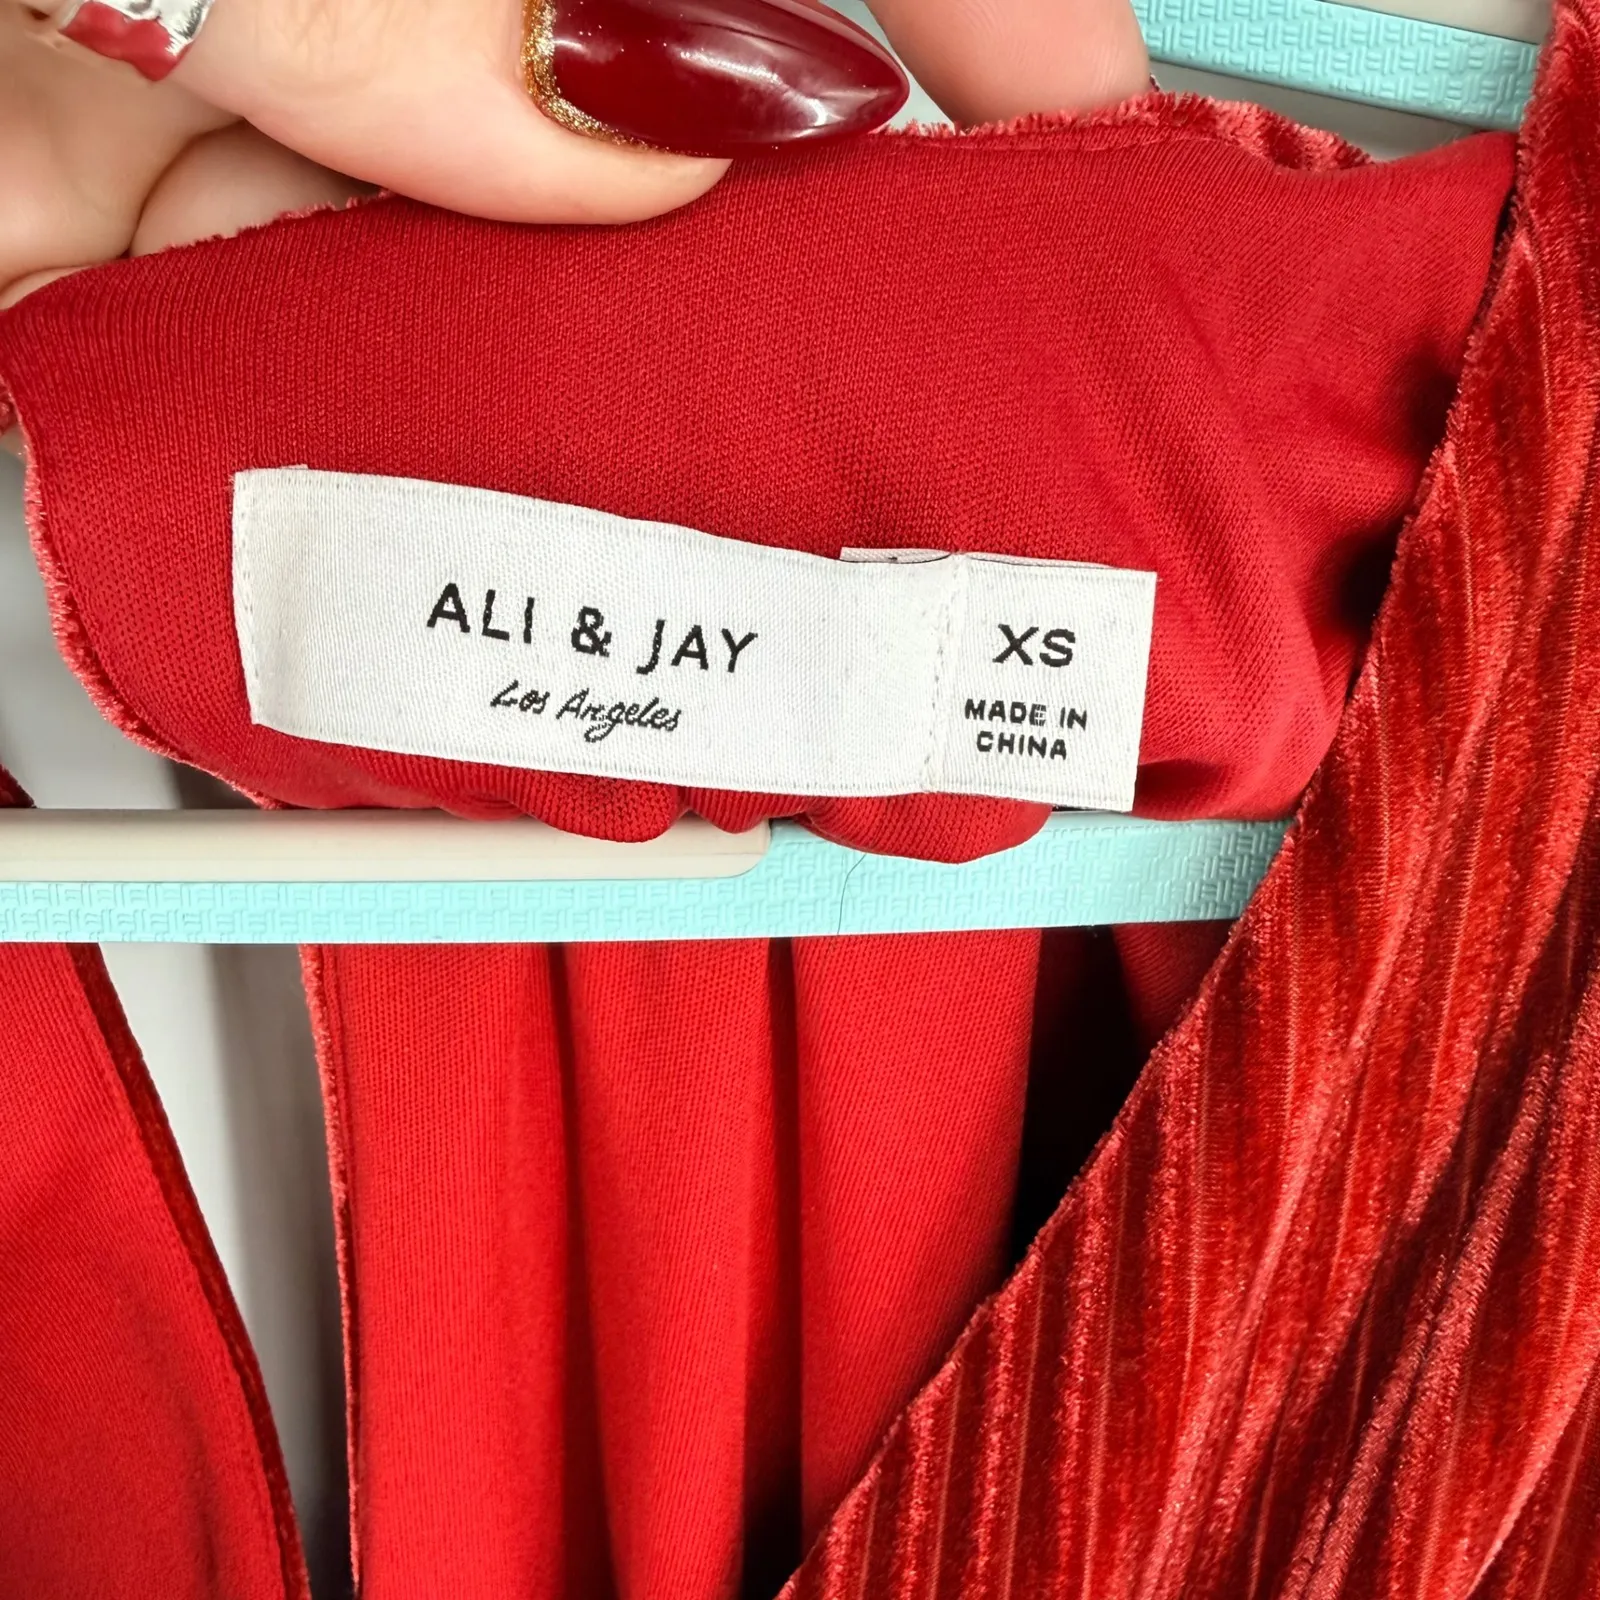 ALI & JAY
Los Angeles
XS
MADE IN
CHINA